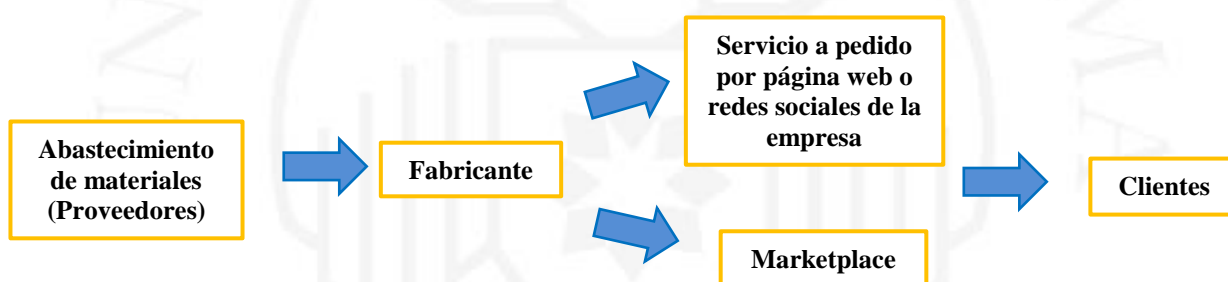 Abastecimiento
de materiales
(Proveedores)
Fabricante
Servicio a pedido
por página web o
redes sociales de la
empresa
Marketplace
Clientes